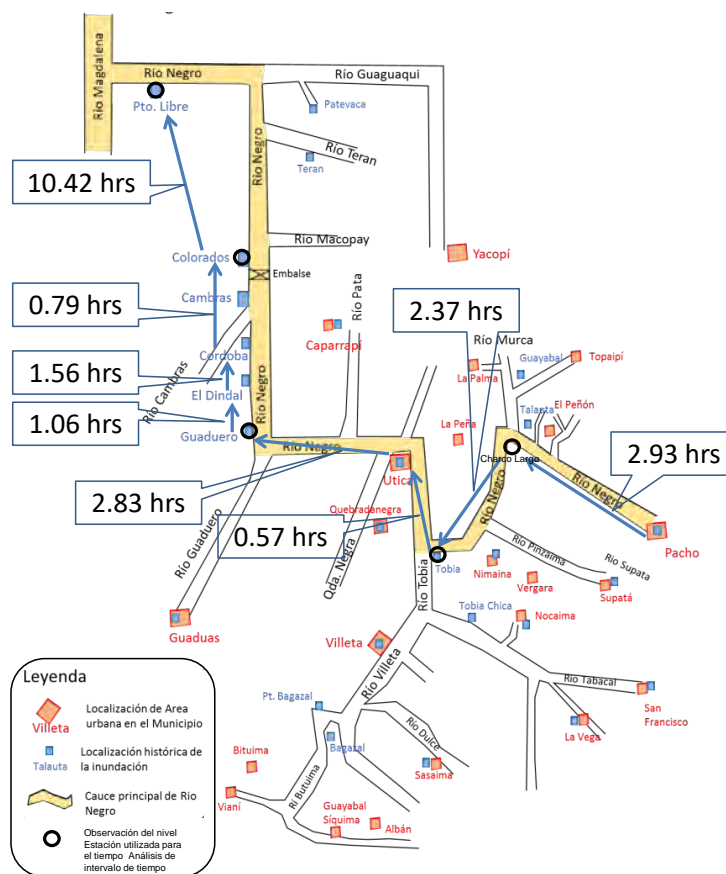 Río Magdalena
Río Negro
Río Guaguaqui
Pto. Libre
Patevaca
Río Negro
Río Teran
Teran
10.42 hrs
Río Macopay
Colorados
Yacopí
Embalse
Cambras
Río Pata
2.37 hrs
0.79 hrs
Río Murca
Caparrapí
Guayabal
Topaipí
Cordoba
La Palma
1.56 hrs
Río Cambras
El Dindal
Río Negro
El Peñón
Talauta
1.06 hrs
Guaduero
La Peña
Río Negro
Charco Largo
2.93 hrs
Utica
Río Negro
Río Negro
2.83 hrs
Quebradanegra
0.57 hrs
Pacho
Río Guaduero
Qda. Negra
Río Pinzaima
Tobia
Río Supata
Nimaina
Río Tobia
Vergara
Supatá
Tobia Chica
Nocaima
Guaduas
Villeta
Río Villeta
Río Tabacal
San
Francisco
Pt. Bagazal
La Vega
Río Dulce
Bagazal
Bituima
Sasaima
Rí Butuima
Vianí
Guayabal
Síquima
Albán
Leyenda
Localización de Area
urbana en el Municipio
Villeta
Localización histórica de
la inundación
Talauta
Cauce principal de Rio
Negro
Observación del nivel
Estación utilizada para
el tiempo Análisis de
intervalo de tiempo